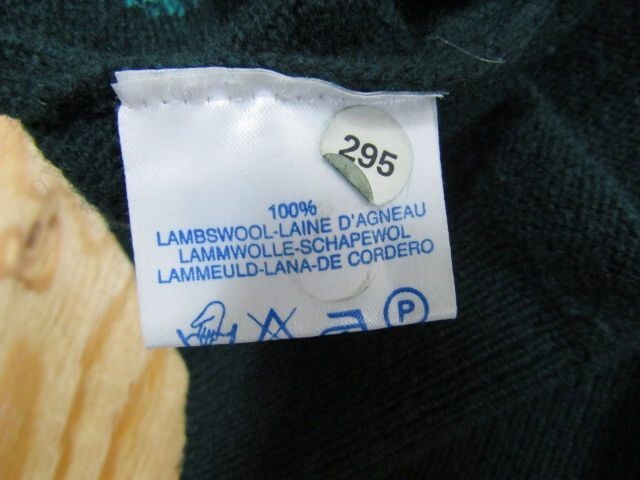 295
100%
LAMBSWOOL-LAINE D'AGNEAU
LAMMWOLLE-SCHAPEWOL
LAMMEULD-LANA-DE CORDERO
P